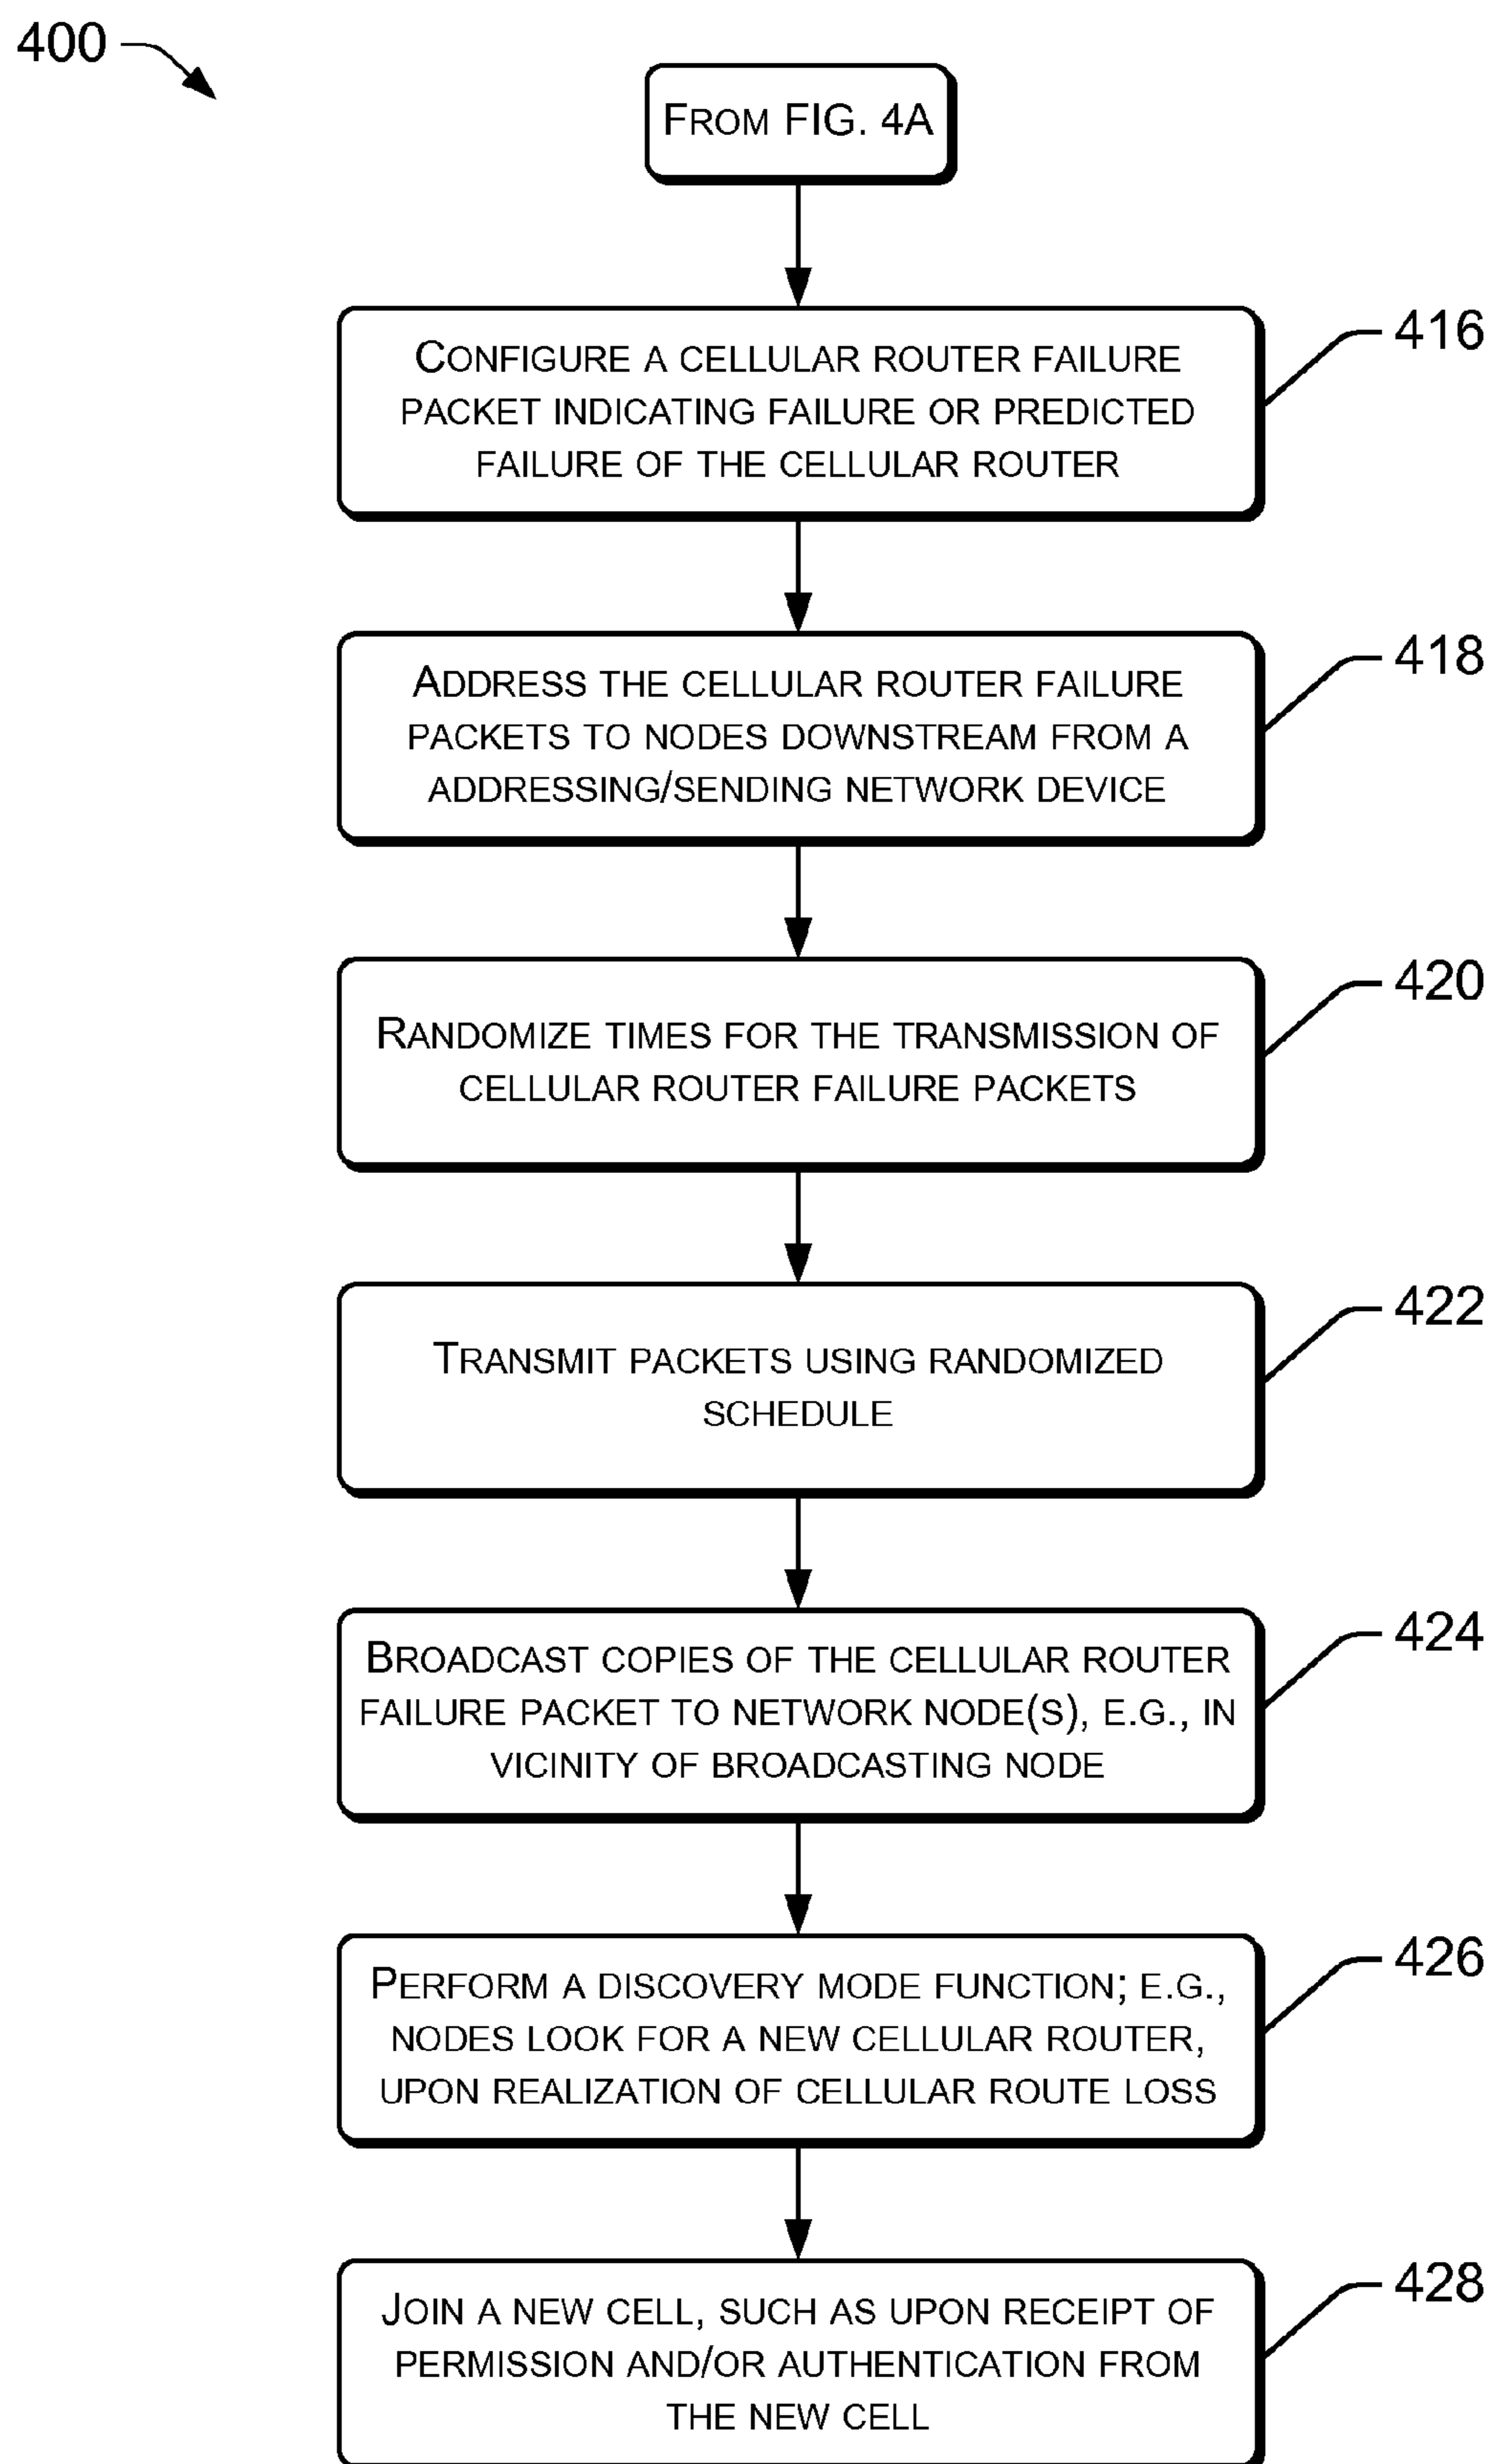 400
FROM FIG. 4A
CONFIGURE A CELLULAR ROUTER FAILURE
PACKET INDICATING FAILURE OR PREDICTED
FAILURE OF THE CELLULAR ROUTER
416
ADDRESS THE CELLULAR ROUTER FAILURE
PACKETS TO NODES DOWNSTREAM FROM A
ADDRESSING/SENDING NETWORK DEVICE
418
RANDOMIZE TIMES FOR THE TRANSMISSION OF
CELLULAR ROUTER FAILURE PACKETS
420
TRANSMIT PACKETS USING RANDOMIZED
SCHEDULE
422
BROADCAST COPIES OF THE CELLULAR ROUTER
FAILURE PACKET TO NETWORK NODE(S), E.G., IN
VICINITY OF BROADCASTING NODE
424
PERFORM A DISCOVERY MODE FUNCTION; E.G.,
NODES LOOK FOR A NEW CELLULAR ROUTER,
UPON REALIZATION OF CELLULAR ROUTE LOSS
426
JOIN A NEW CELL, SUCH AS UPON RECEIPT OF
PERMISSION AND/OR AUTHENTICATION FROM
THE NEW CELL
428